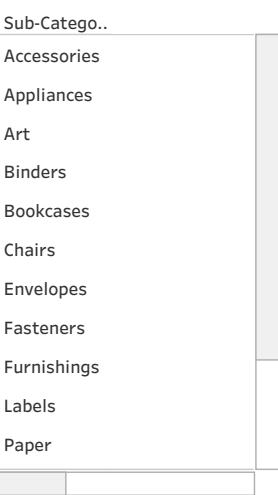 Sub-Catego..
Accessories
Appliances
Art
Binders
Bookcases
Chairs
Envelopes
Fasteners
Furnishings
Labels
Paper